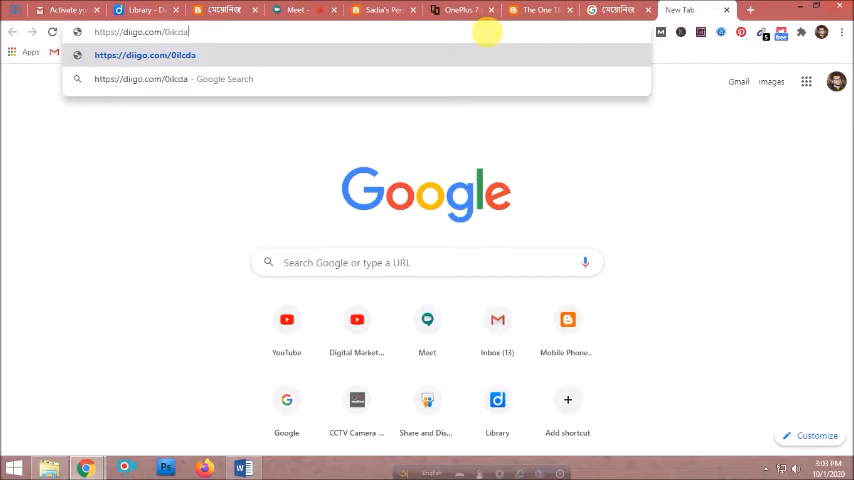 Activate yo
Library - Di
মেয়োনিজ
Meet -
Sadia's Per
OnePlus 7
The One Ti
মেয়োনিজ
New Tab
https://diigo.com/0ilcda
Apps
https://diigo.com/0ilcda
https://diigo.com/0ilcda - Google Search
Gmail Images
Google
Search Google or type a URL
YouTube
Digital Market...
Meet
Inbox (13)
Mobile Phone...
Google
CCTV Camera ...
Share and Dis...
Library
Add shortcut
Customize
English
3:03 PM
10/1/2020